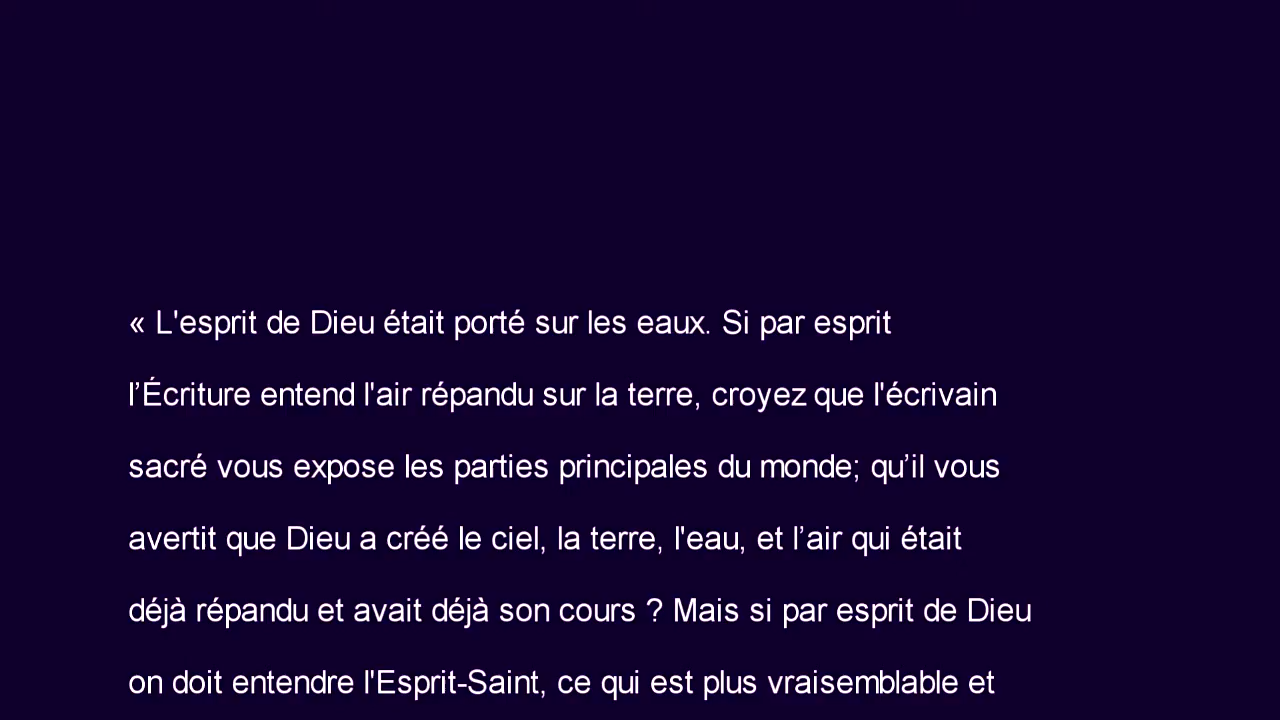 « L'esprit de Dieu était porté sur les eaux. Si par esprit
l’Écriture entend l'air répandu sur la terre, croyez que l'écrivain
sacré vous expose les parties principales du monde; qu’il vous
avertit que Dieu a créé le ciel, la terre, l'eau, et l’air qui était
déjà répandu et avait déjà son cours ? Mais si par esprit de Dieu
on doit entendre l'Esprit-Saint, ce qui est plus vraisemblable et